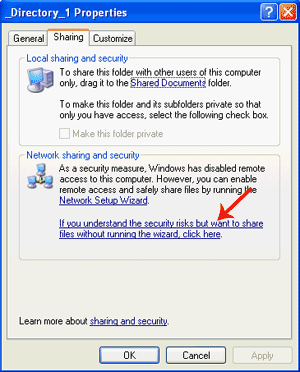 _Directory_1 Properties
General
Sharing
Customize
Local sharing and security
To share this folder with other users of this computer
only, drag it to the Shared Documents folder.
To make this folder and its subfolders private so that
only you have access, select the following check box.
Make this folder private
Network sharing and security
As a security measure, Windows has disabled remote
access to this computer. However, you can enable
remote access and safely share files by running the
Network Setup Wizard.
If you understand the security risks but want to share
files without running the wizard, click here.
Learn more about sharing and security.
OK
Cancel
Apply